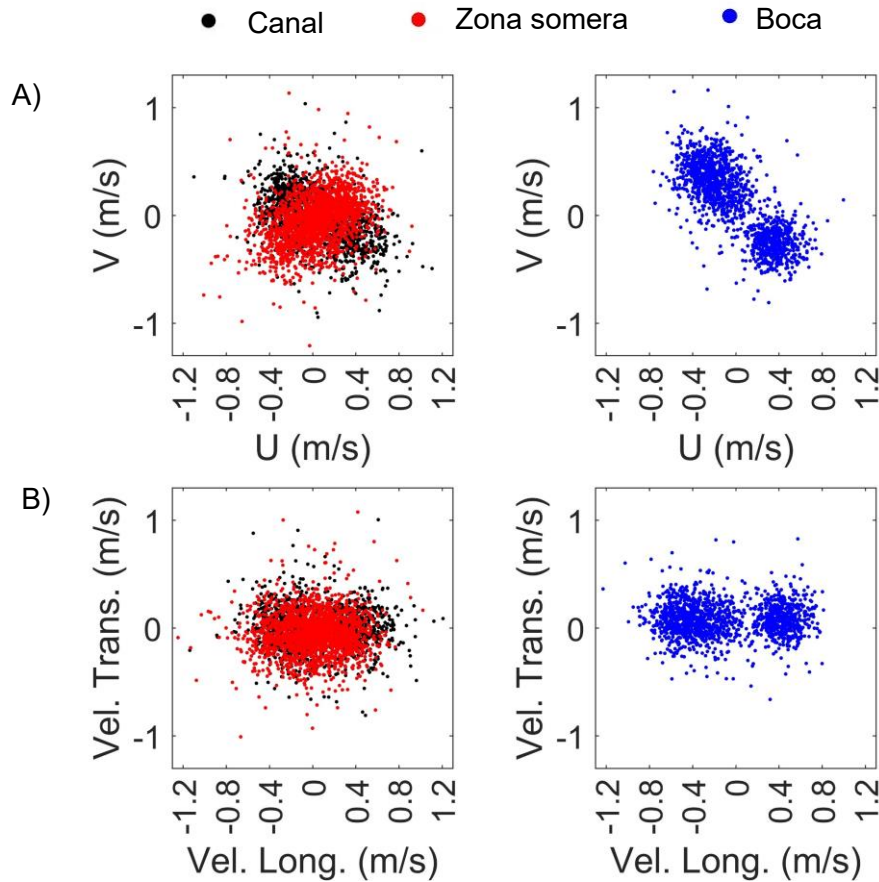 Canal Zona somera Boca
A)
V (m/s)
1
0
-1
-1.2 -0.8 -0.4 0 0.4 0.8 1.2
U (m/s)
V (m/s)
1
0
-1
-1.2 -0.8 -0.4 0 0.4 0.8 1.2
U (m/s)
B)
Vel. Trans. (m/s)
1
0
-1
-1.2 -0.8 -0.4 0 0.4 0.8 1.2
Vel. Long. (m/s)
Vel. Trans. (m/s)
1
0
-1
-1.2 -0.8 -0.4 0 0.4 0.8 1.2
Vel. Long. (m/s)